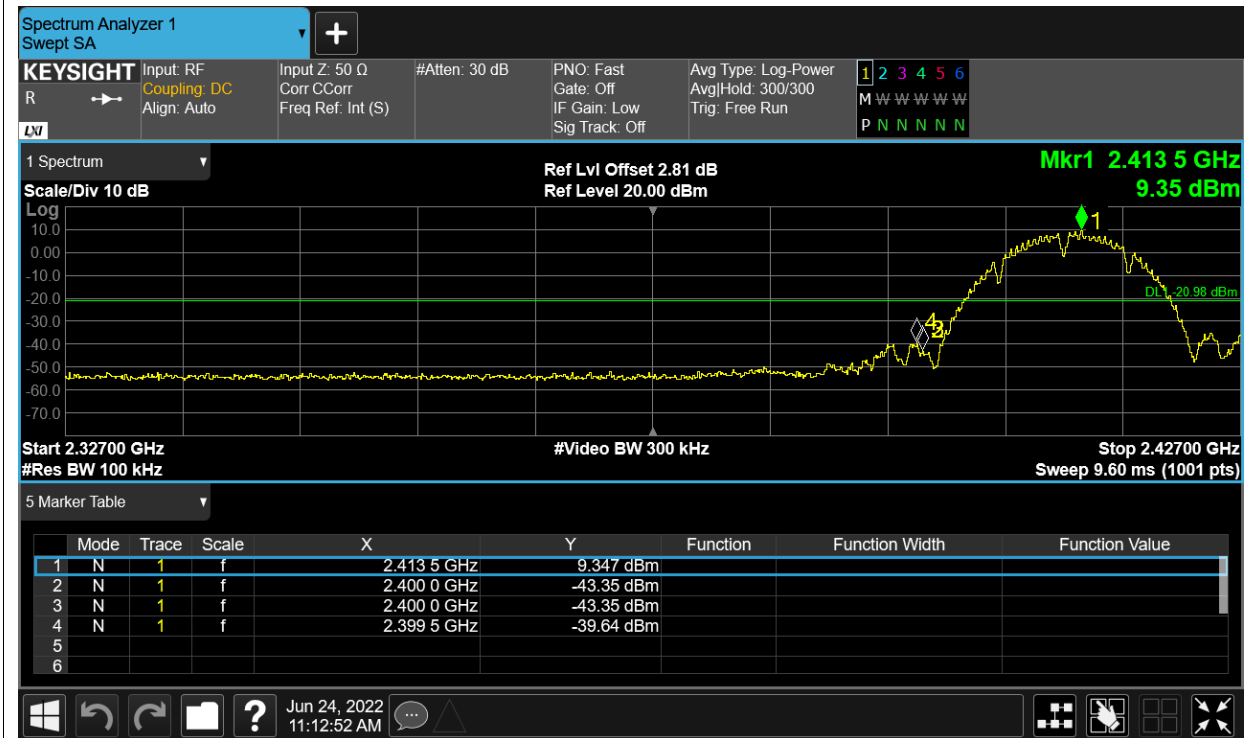 Spectrum Analyzer 1
Swept SA
+
KEYSIGHT Input: RF Input Z: 50 Ω #Atten: 30 dB PNO: Fast Avg Type: Log-Power 1 2 3 4 5 6
R Coupling: DC Corr CCorr Gate: Off Avg|Hold: 300/300 M W W W W W W
Align: Auto Freq Ref: Int (S) IF Gain: Low Trig: Free Run P N N N N N N
LXI Sig Track: Off
1 Spectrum Ref Lvl Offset 2.81 dB Mkr1 2.413 5 GHz
Scale/Div 10 dB Ref Level 20.00 dBm 9.35 dBm
Log
10.0
0.00
-10.0
-20.0
-30.0
-40.0
-50.0
-60.0
-70.0
1
DL1 -20.98 dBm
4
Start 2.32700 GHz #Video BW 300 kHz Stop 2.42700 GHz
#Res BW 100 kHz Sweep 9.60 ms (1001 pts)
5 Marker Table
Mode Trace Scale X Y Function Function Width Function Value
1 N 1 f 2.413 5 GHz 9.347 dBm
2 N 1 f 2.400 0 GHz -43.35 dBm
3 N 1 f 2.400 0 GHz -43.35 dBm
4 N 1 f 2.399 5 GHz -39.64 dBm
5
6
? Jun 24, 2022
11:12:52 AM